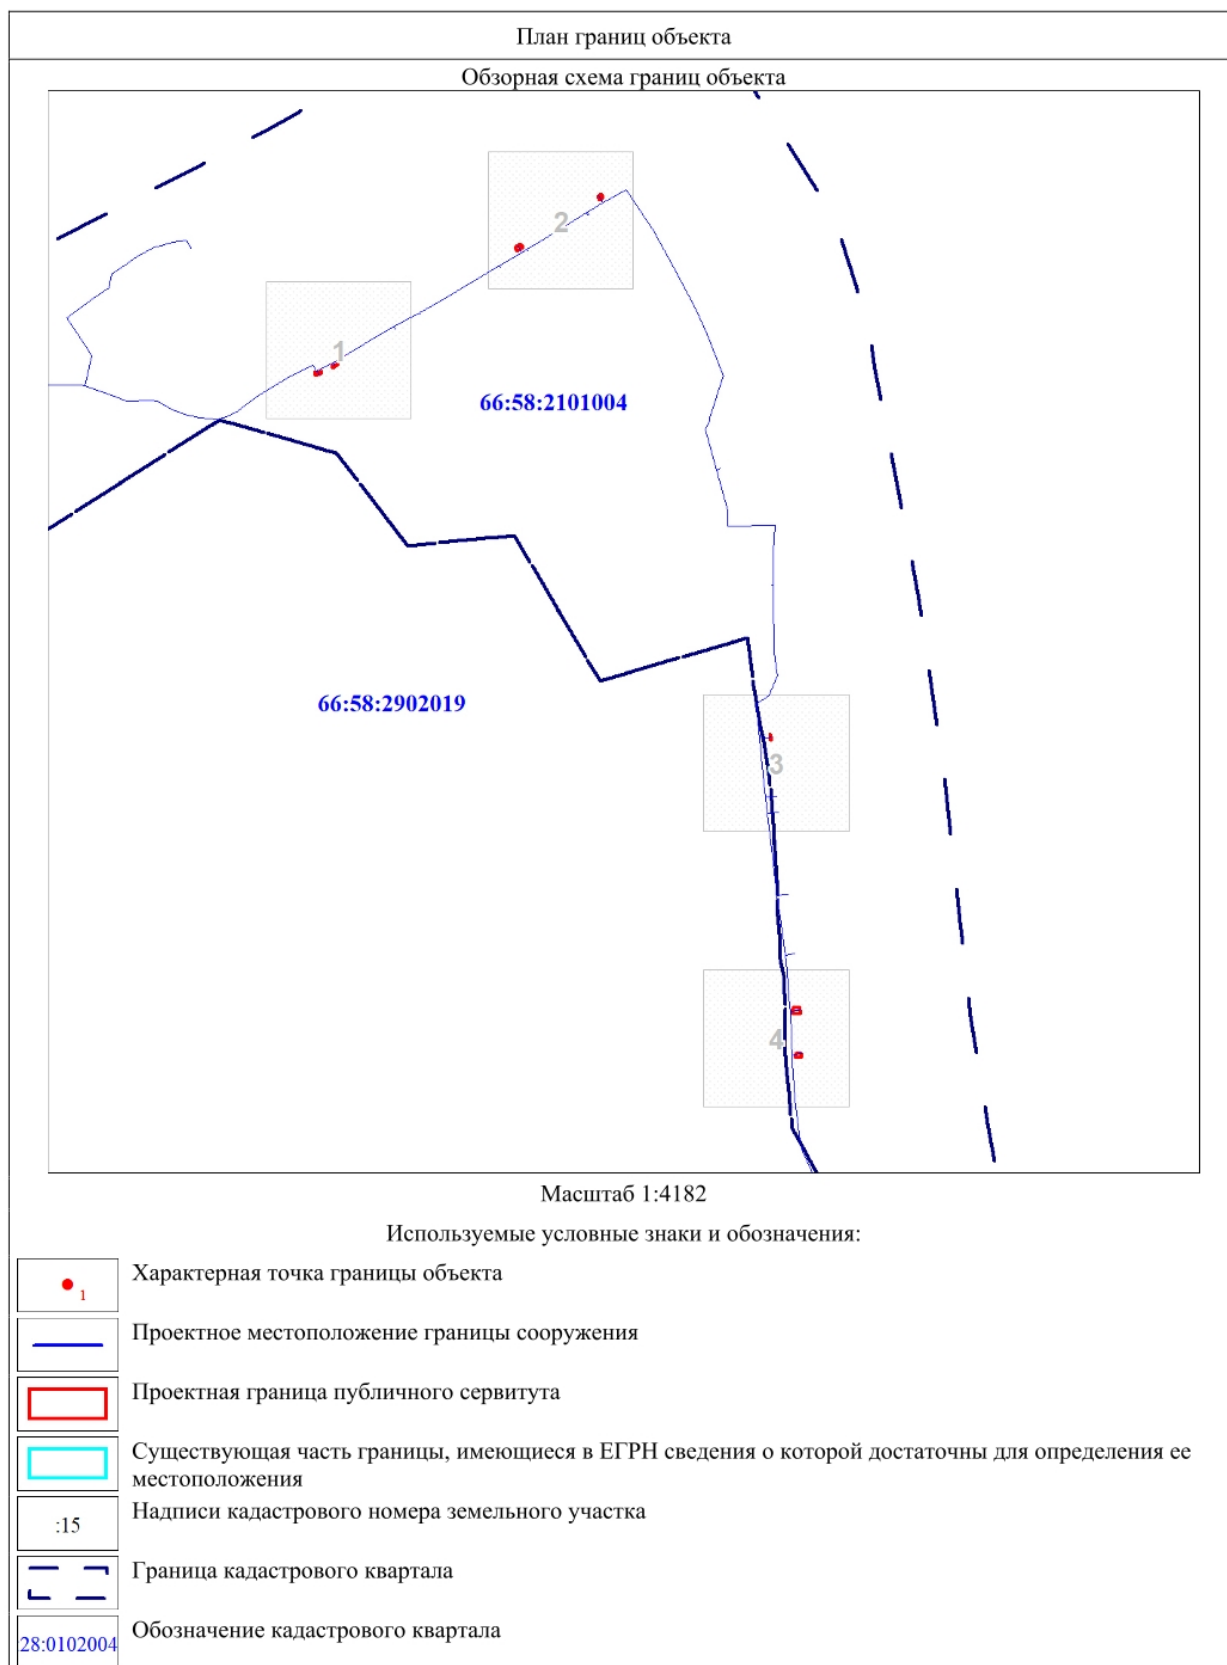 План границ объекта
Обзорная схема границ объекта
2
1
66:58:2101004
66:58:2902019
3
4
Масштаб 1:4182
Используемые условные знаки и обозначения:
1
Характерная точка границы объекта
Проектное местоположение границы сооружения
Проектная граница публичного сервитута
Существующая часть границы, имеющиеся в ЕГРН сведения о которой достаточны для определения ее
местоположения
:15
Надписи кадастрового номера земельного участка
Граница кадастрового квартала
28:0102004
Обозначение кадастрового квартала